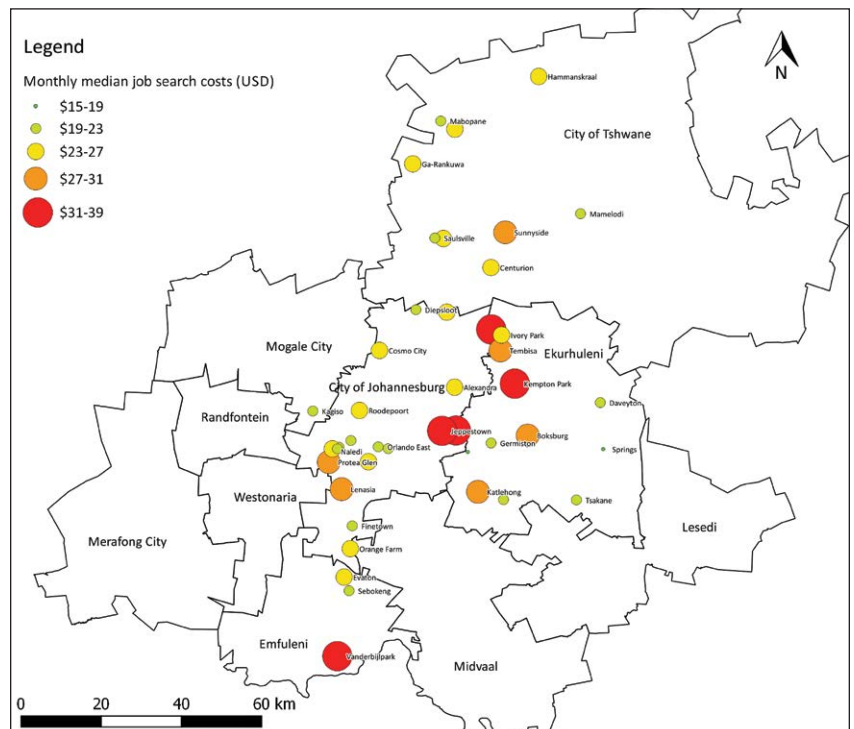 Legend
Monthly median job search costs (USD)
$15-19
$19-23
$23-27
$27-31
$31-39
N
Hammanskraal
Mabopane
City of Tshwane
Ga-Rankuwa
Mamelodi
Sunnyside
Saulsville
Centurion
Diepsloot
Ivory Park
Mogale City
Cosmo City
Tembisa
Ekurhuleni
Kempton Park
City of Johannesburg
Alexandra
Daveyton
Randfontein
Kagiso
Roodepoort
Jeppestown
Boksburg
Germiston
Orlando East
Naledi
Springs
Protea Glen
Westonaria
Lenasia
Katlehong
Tsakane
Finetown
Lesedi
Merafong City
Orange Farm
Evaton
Sebokeng
Emfuleni
Vanderbijlpark
Midvaal
0 20 40 60 km